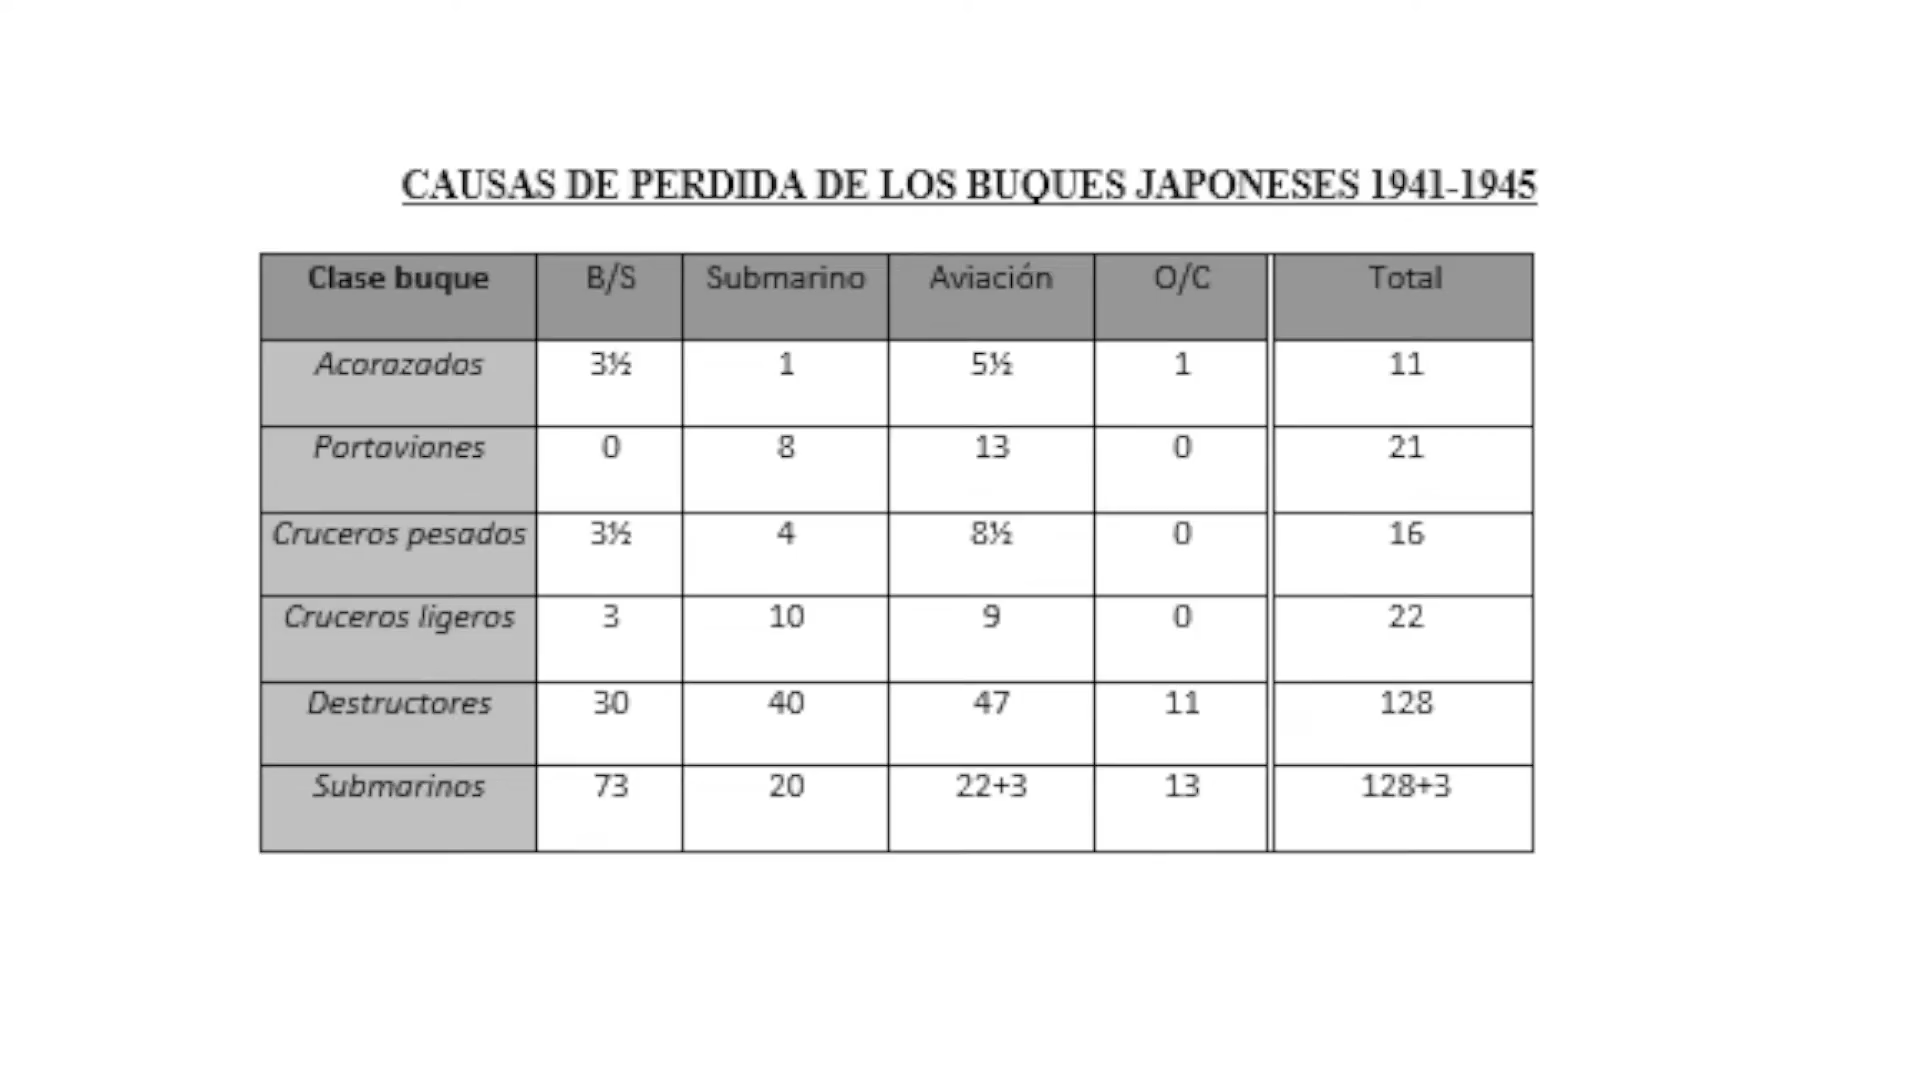 CAUSAS DE PERDIDA DE LOS BUQUES JAPONESES 1941-1945
Clase buque B/S Submarino Aviación O/C Total
Acorazados 3½ 1 5½ 1 11
Portaviones 0 8 13 0 21
Cruceros pesados 3½ 4 8½ 0 16
Cruceros ligeros 3 10 9 0 22
Destructores 30 40 47 11 128
Submarinos 73 20 22+3 13 128+3